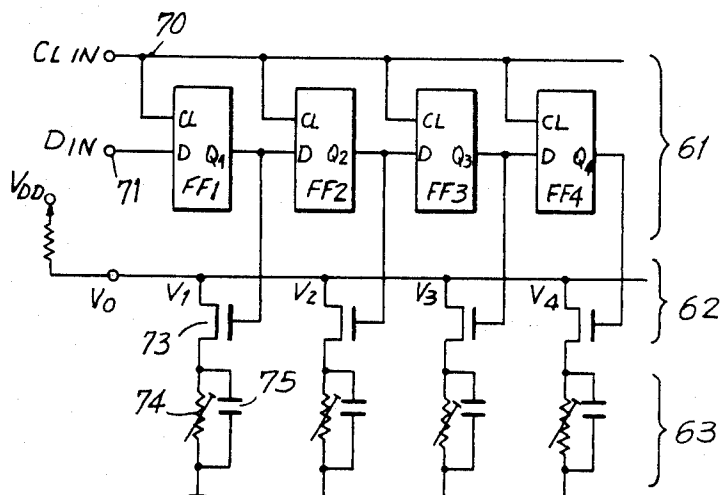 70
CL IN
CL CL CL CL
61
D IN
D Q1 D Q2 D Q3 D Q4
71
FF1 FF2 FF3 FF4
VDD
V0 V1 V2 V3 V4
62
73
74 75
63